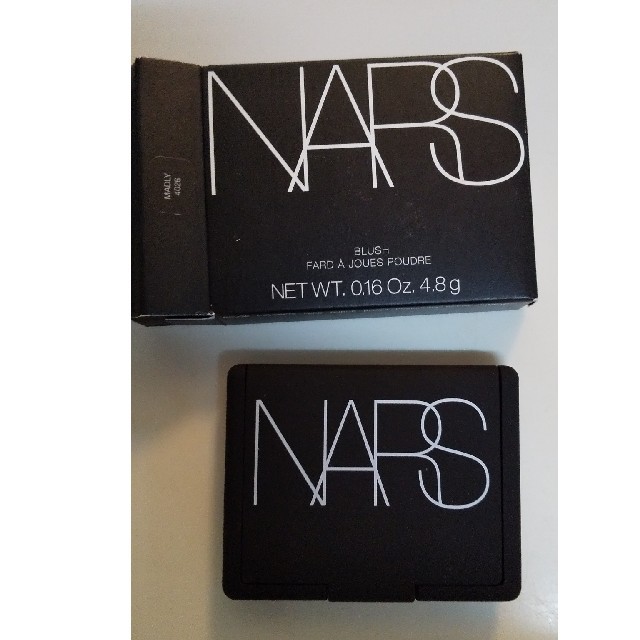 NARS
MADLY
4026
BLUSH
FARD À JOUES POUDRE
NET WT. 0.16 Oz. 4.8 g
NARS